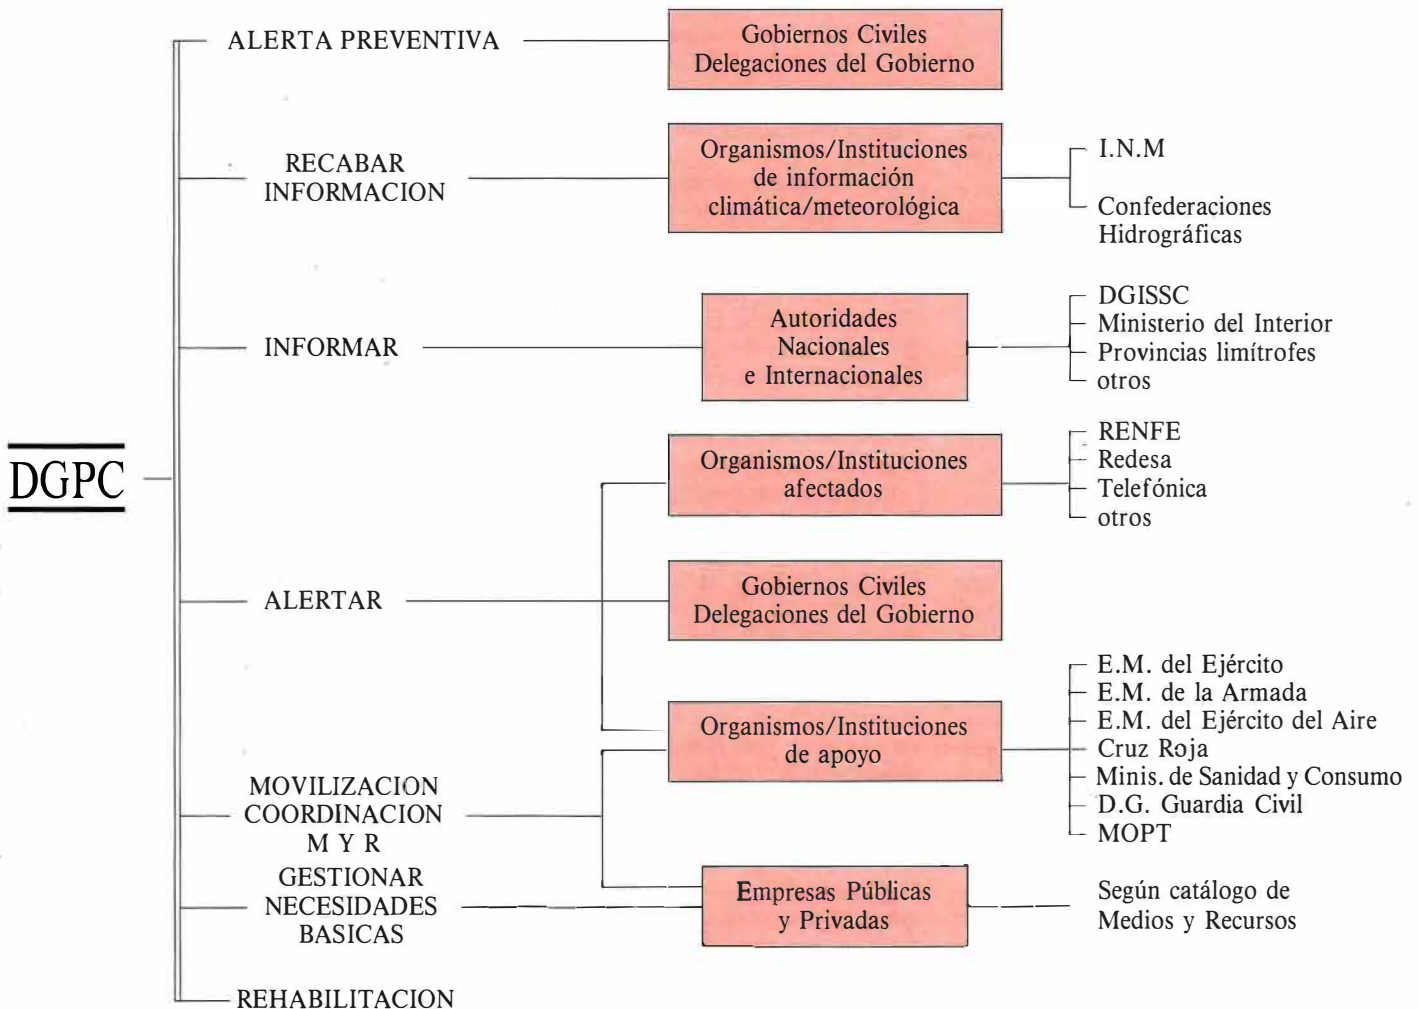 DGPC
ALERTA PREVENTIVA
Gobiernos Civiles
Delegaciones del Gobierno
RECABAR
INFORMACION
Organismos/Instituciones
de información
climática/meteorológica
I.N.M
Confederaciones
Hidrográficas
INFORMAR
Autoridades
Nacionales
e Internacionales
DGISSC
Ministerio del Interior
Provincias limítrofes
otros
ALERTAR
Organismos/Instituciones
afectados
RENFE
Redesa
Telefónica
otros
Gobiernos Civiles
Delegaciones del Gobierno
Organismos/Instituciones
de apoyo
E.M. del Ejército
E.M. de la Armada
E.M. del Ejército del Aire
Cruz Roja
Minis. de Sanidad y Consumo
D.G. Guardia Civil
MOPT
MOVILIZACION
COORDINACION
M Y R
GESTIONAR
NECESIDADES
BASICAS
Empresas Públicas
y Privadas
Según catálogo de
Medios y Recursos
REHABILITACION